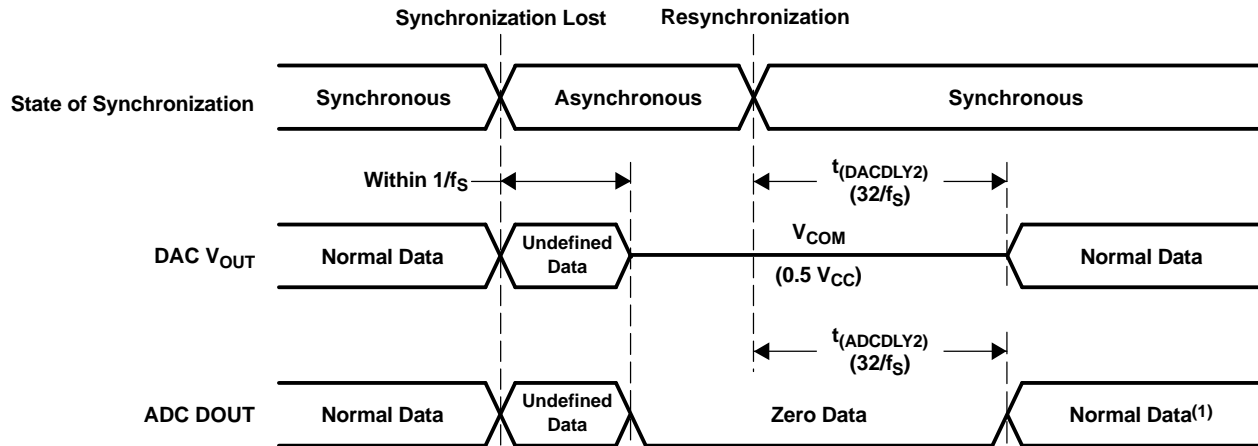 Synchronization Lost
Resynchronization
State of Synchronization
Synchronous
Asynchronous
Synchronous
Within 1/fS
t(DACDLY2)
(32/fS)
DAC VOUT
Normal Data
Undefined
Data
VCOM
(0.5 VCC)
Normal Data
t(ADCDLY2)
(32/fS)
ADC DOUT
Normal Data
Undefined
Data
Zero Data
Normal Data(1)